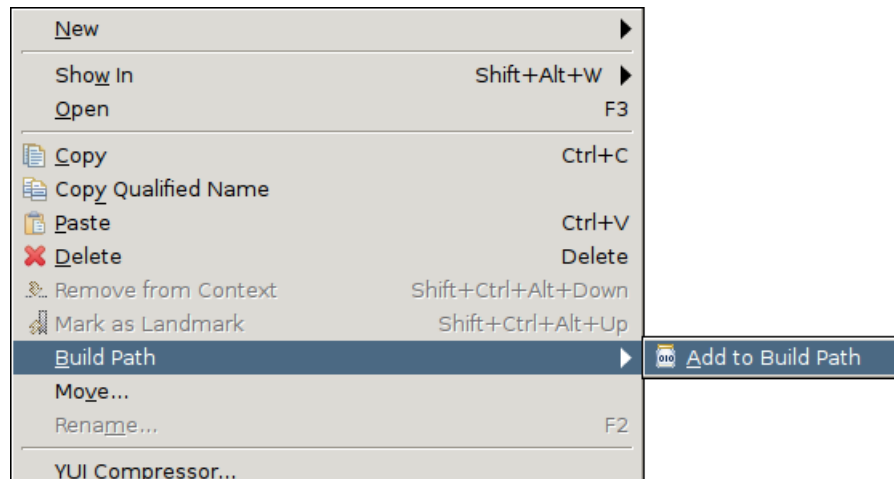 New
Show In Shift+Alt+W
Open F3
Copy Ctrl+C
Copy Qualified Name
Paste Ctrl+V
Delete Delete
Remove from Context Shift+Ctrl+Alt+Down
Mark as Landmark Shift+Ctrl+Alt+Up
Build Path Add to Build Path
Move...
Rename... F2
YUI Compressor...